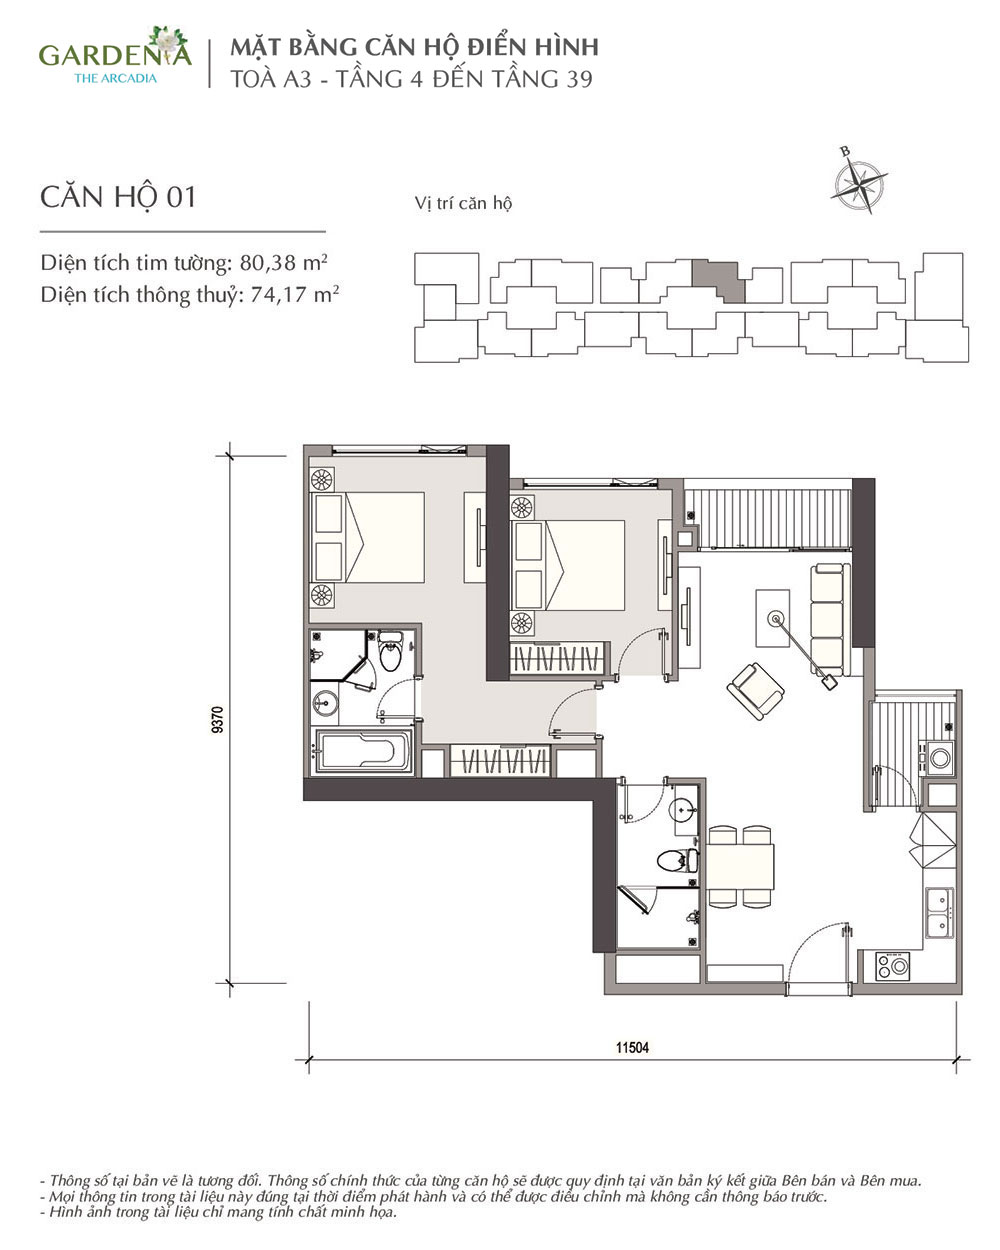 GARDENIA
THE ARCADIA
MẶT BẰNG CĂN HỘ ĐIỂN HÌNH
TOÀ A3 - TẦNG 4 ĐẾN TẦNG 39
B
CĂN HỘ 01
Vị trí căn hộ
Diện tích tim tường: 80,38 m²
Diện tích thông thuỷ: 74,17 m²
9370
11504
- Thông số tại bản vẽ là tương đối. Thông số chính thức của từng căn hộ sẽ được quy định tại văn bản ký kết giữa Bên bán và Bên mua.
- Mọi thông tin trong tài liệu này đúng tại thời điểm phát hành và có thể được điều chỉnh mà không cần thông báo trước.
- Hình ảnh trong tài liệu chỉ mang tính chất minh họa.